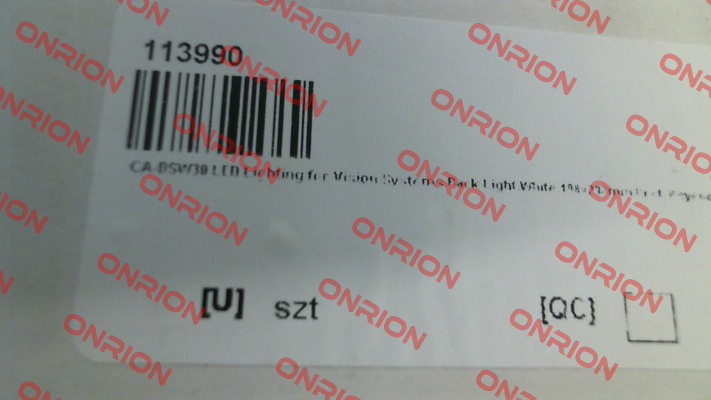 113990
CA-DSW30 LED Lighting for Vision Systems Back Light White
[U] szt [QC]
ONRION